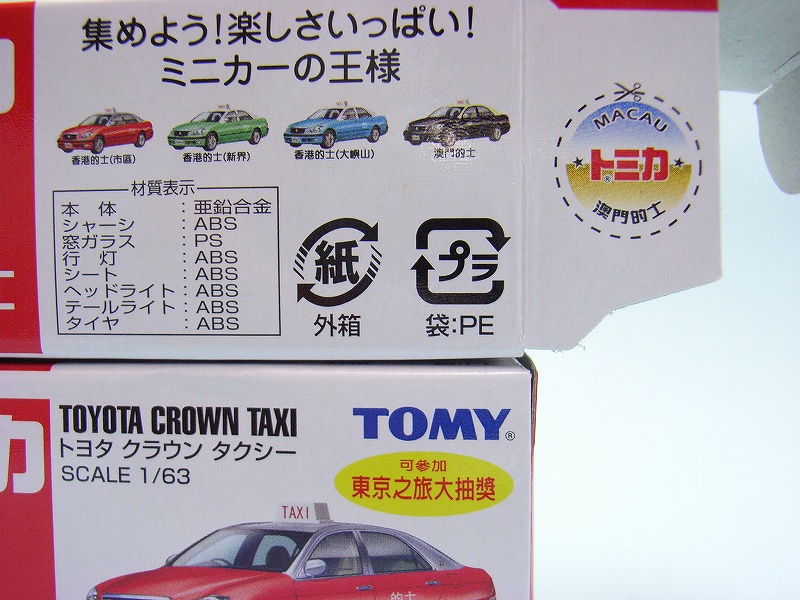 集めよう!楽しさいっぱい!
ミニカーの王様
香港的士(市區)
香港的士(新界)
香港的士(大嶼山)
澳門的士
材質表示
本 体 : 亜鉛合金
シャーシ : ABS
窓ガラス : PS
行 灯 : ABS
シート : ABS
ヘッドライト : ABS
テールライト : ABS
タイヤ : ABS
紙
外箱
プラ
袋:PE
MACAU
トミカ®
澳門的士
カ
TOYOTA CROWN TAXI
トヨタ クラウン タクシー
SCALE 1/63
TOMY®
可參加
東京之旅大抽獎
TAXI
的士